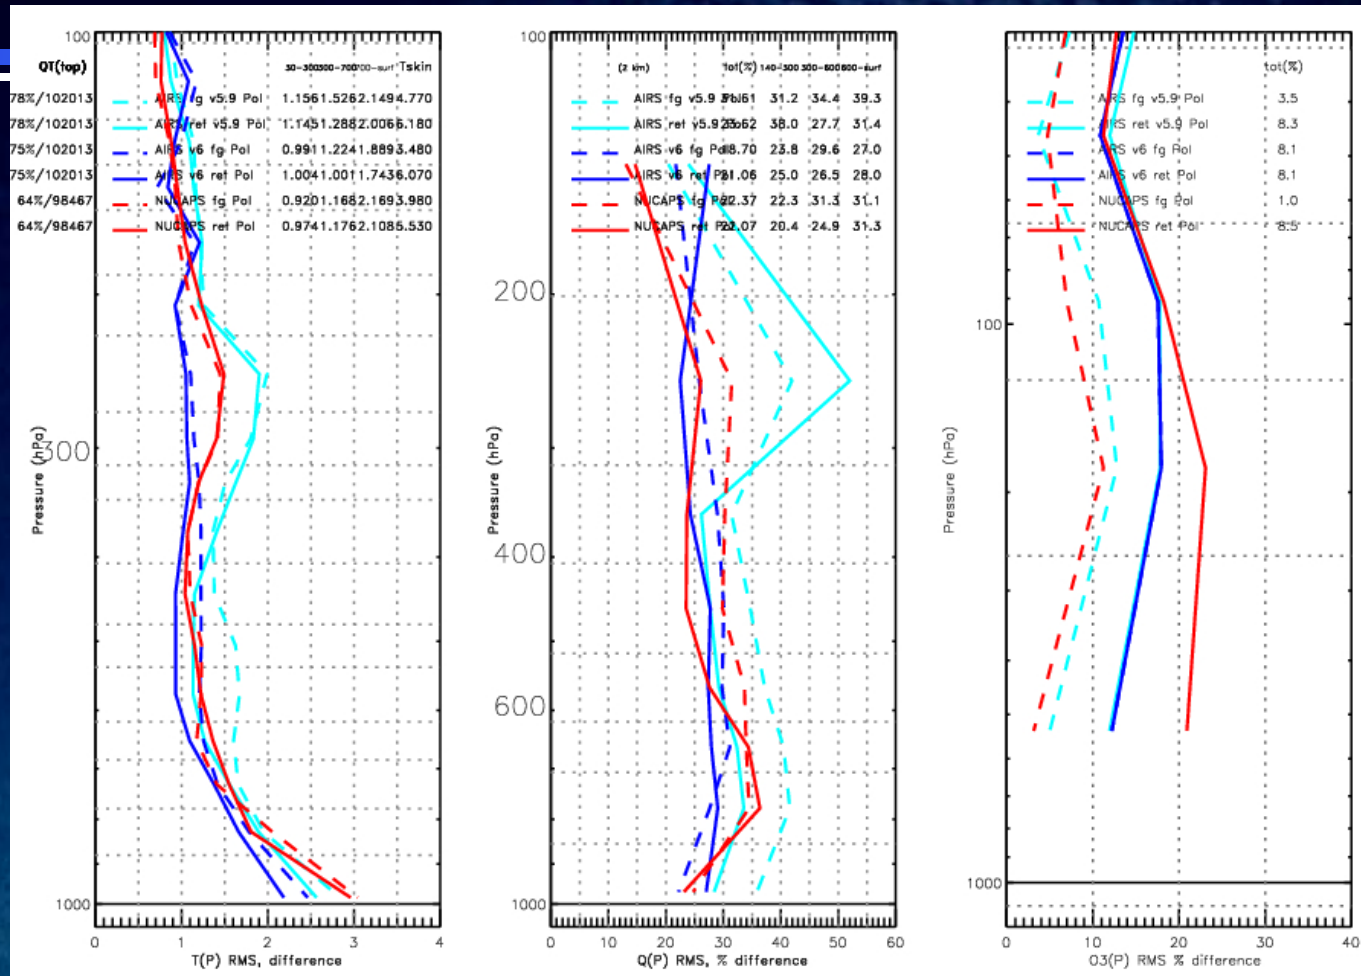 100
QT(top) 30-300 300-700 700-surf Tskin
78%/102013 AIRS fg v5.9 Pol 1.156 1.526 2.149 4.770
78%/102013 AIRS ret v5.9 Pol 1.145 1.288 2.006 6.180
75%/102013 AIRS v6 fg Pol 0.991 1.224 1.889 3.480
75%/102013 AIRS v6 ret Pol 1.004 1.001 1.743 6.070
64%/98467 NUCAPS fg Pol 0.920 1.168 2.169 3.980
64%/98467 NUCAPS ret Pol 0.974 1.176 2.108 5.530
300
Pressure (hPa)
1000
0 1 2 3 4
T(P) RMS, difference
100
(2 km) tot(%) 140-300 300-600 600-surf
AIRS fg v5.9 Pol 31.2 34.4 39.3
AIRS ret v5.9 Pol 38.0 27.7 31.4
AIRS v6 fg Pol 18.70 23.8 29.6 27.0
AIRS v6 ret Pol 21.06 25.0 26.5 28.0
NUCAPS fg Pol 22.37 22.3 31.3 31.1
NUCAPS ret Pol 22.07 20.4 24.9 31.3
200
Pressure (hPa)
400
600
1000
0 10 20 30 40 50 60
Q(P) RMS, % difference
tot(%)
AIRS fg v5.9 Pol 3.5
AIRS ret v5.9 Pol 8.3
AIRS v6 fg Pol 8.1
AIRS v6 ret Pol 8.1
NUCAPS fg Pol 1.0
NUCAPS ret Pol 8.5
100
Pressure (hPa)
1000
0 10 20 30 40
O3(P) RMS % difference